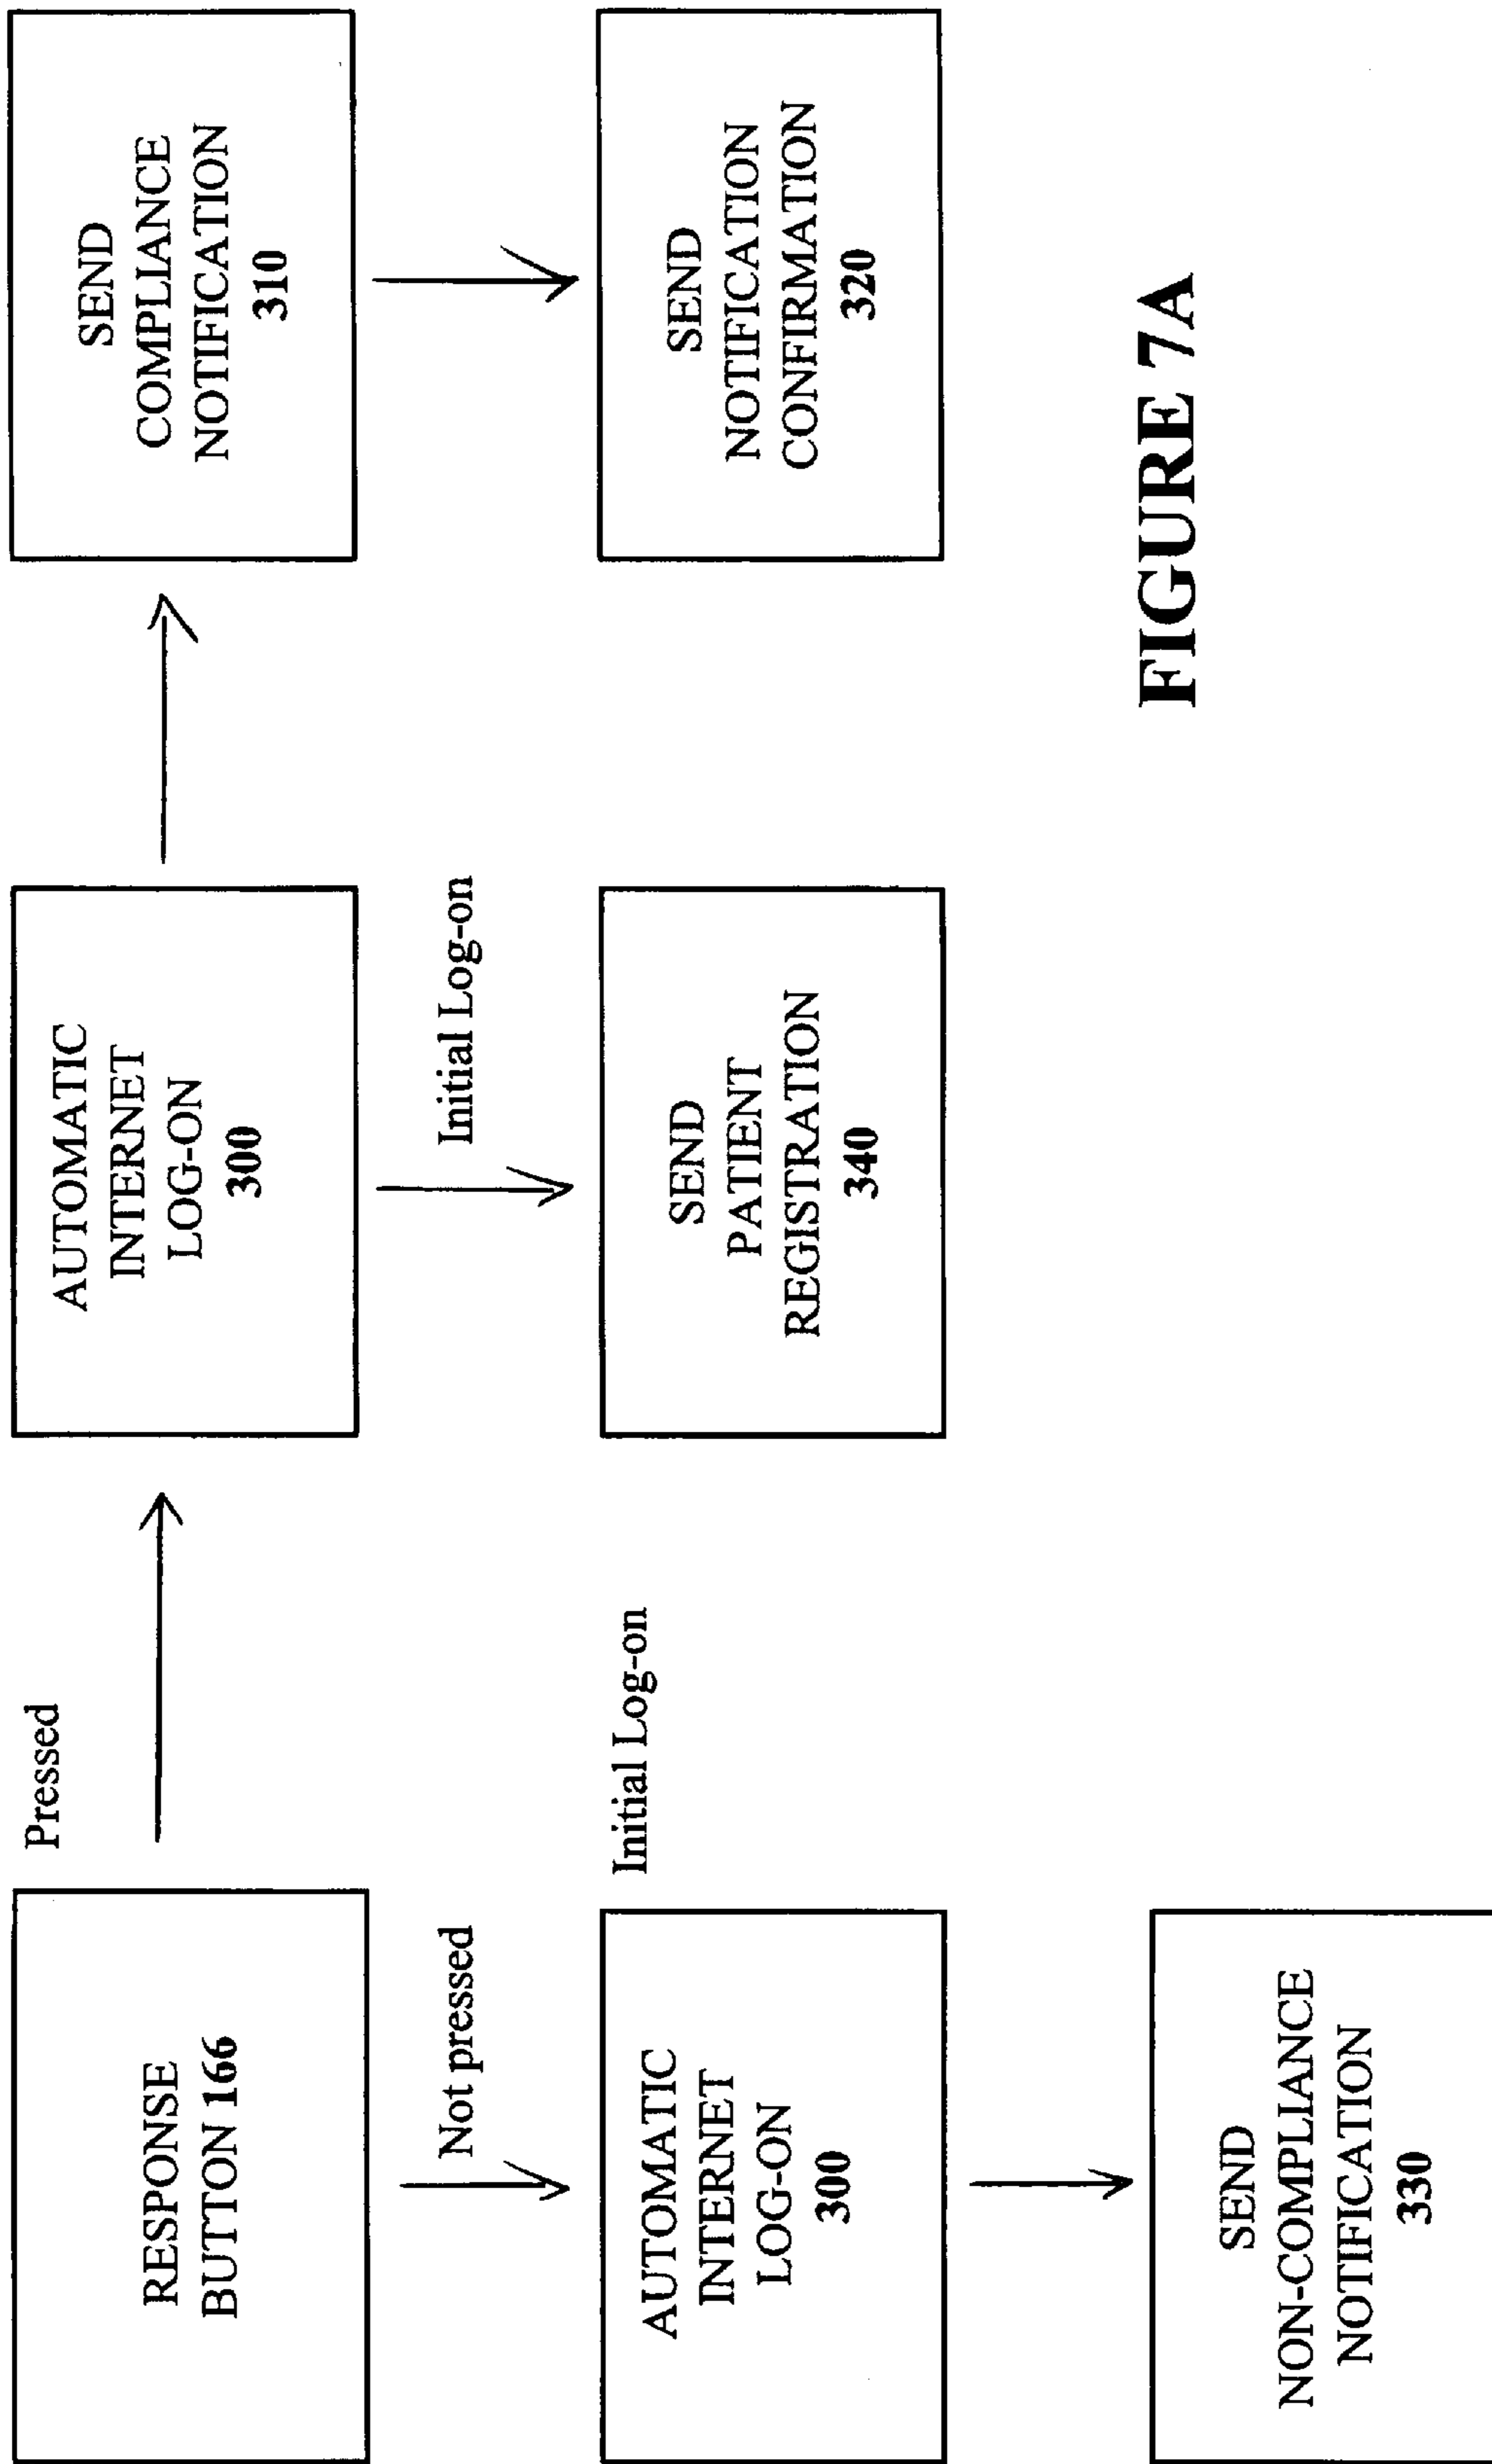 RESPONSE
BUTTON 166
Pressed
AUTOMATIC
INTERNET
LOG-ON
300
SEND
COMPLIANCE
NOTIFICATION
310
Not pressed
Initial Log-on
AUTOMATIC
INTERNET
LOG-ON
300
Initial Log-on
SEND
PATIENT
REGISTRATION
340
SEND
NOTIFICATION
CONFIRMATION
320
SEND
NON-COMPLIANCE
NOTIFICATION
330
FIGURE 7A